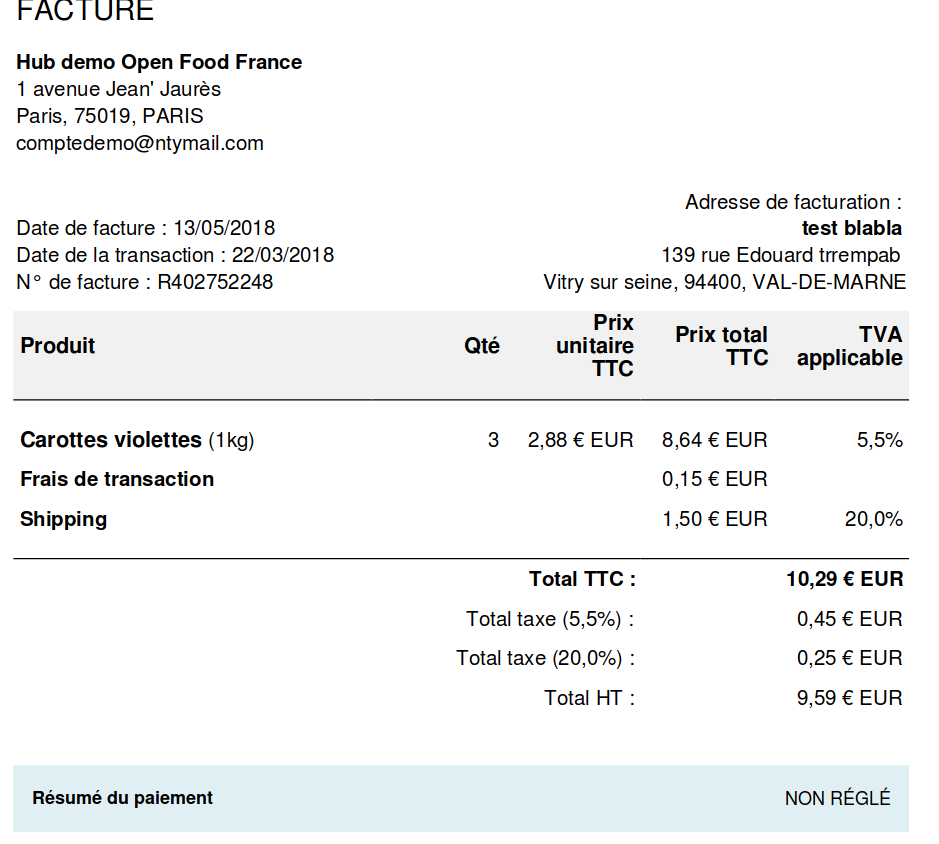 FACTURE
Hub demo Open Food France
1 avenue Jean' Jaurès
Paris, 75019, PARIS
comptedemo@ntymail.com
Adresse de facturation :
Date de facture : 13/05/2018 test blabla
Date de la transaction : 22/03/2018 139 rue Edouard trrempab
N° de facture : R402752248 Vitry sur seine, 94400, VAL-DE-MARNE
Produit Qté Prix unitaire TTC Prix total TTC TVA applicable
Carottes violettes (1kg) 3 2,88 € EUR 8,64 € EUR 5,5%
Frais de transaction 0,15 € EUR
Shipping 1,50 € EUR 20,0%
Total TTC : 10,29 € EUR
Total taxe (5,5%) : 0,45 € EUR
Total taxe (20,0%) : 0,25 € EUR
Total HT : 9,59 € EUR
Résumé du paiement NON RÉGLÉ